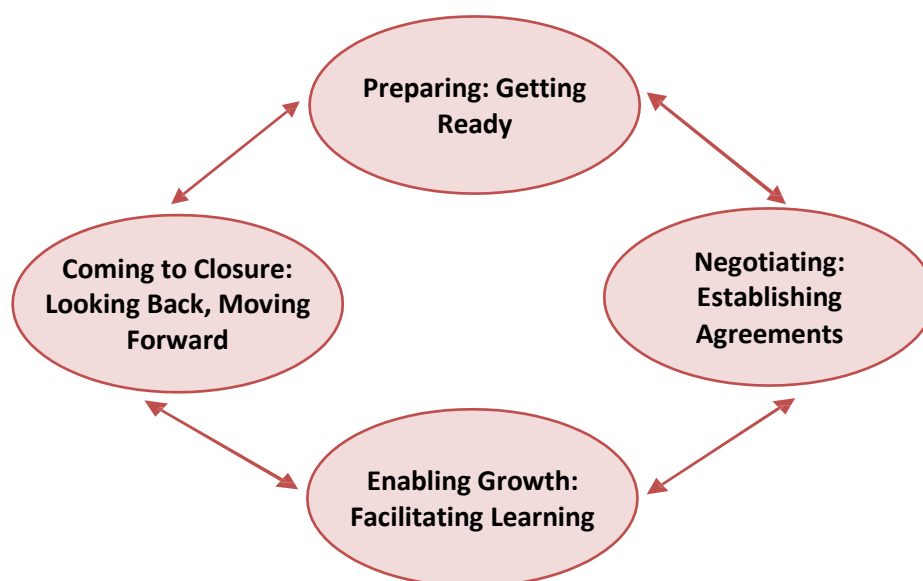 Preparing: Getting
Ready
Negotiating:
Establishing
Agreements
Enabling Growth:
Facilitating Learning
Coming to Closure:
Looking Back, Moving
Forward